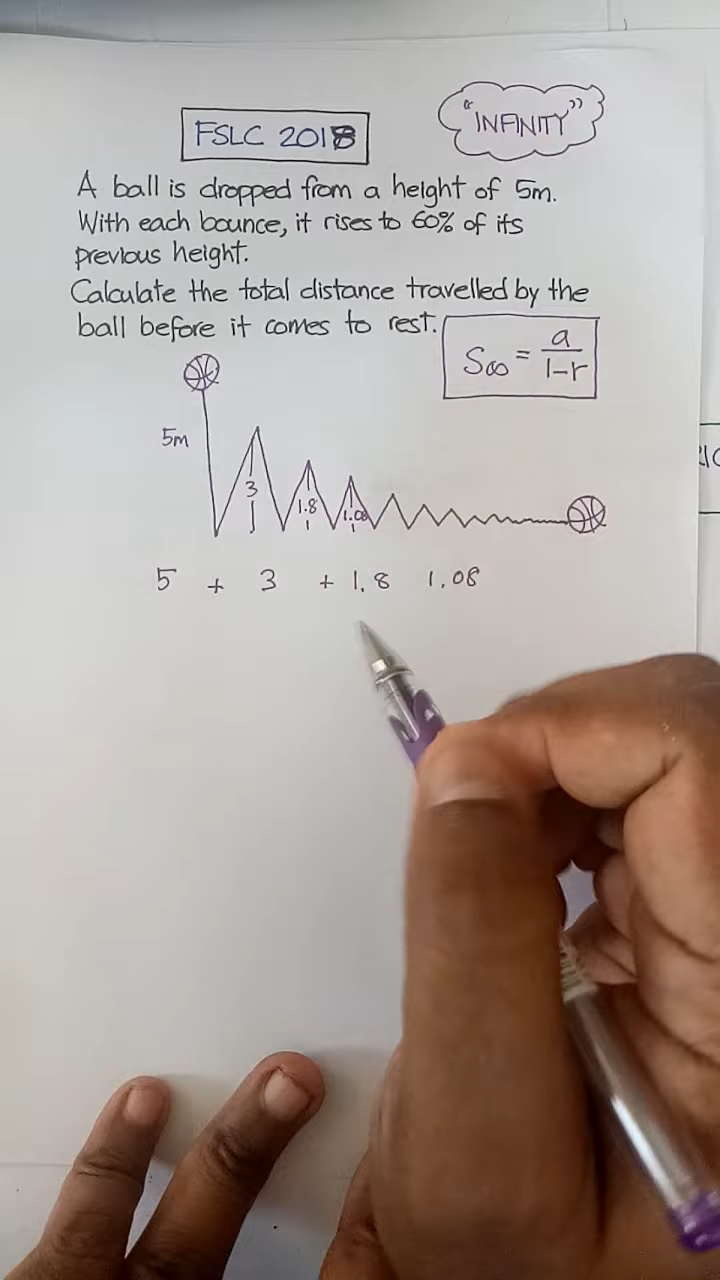 FSLC 2018
"INFINITY"
A ball is dropped from a height of 5m.
With each bounce, it rises to 60% of its
previous height.
Calculate the total distance travelled by the
ball before it comes to rest.
S∞ = a/1-r
5m
3
1.8
1.08
5 + 3 + 1.8 1.08